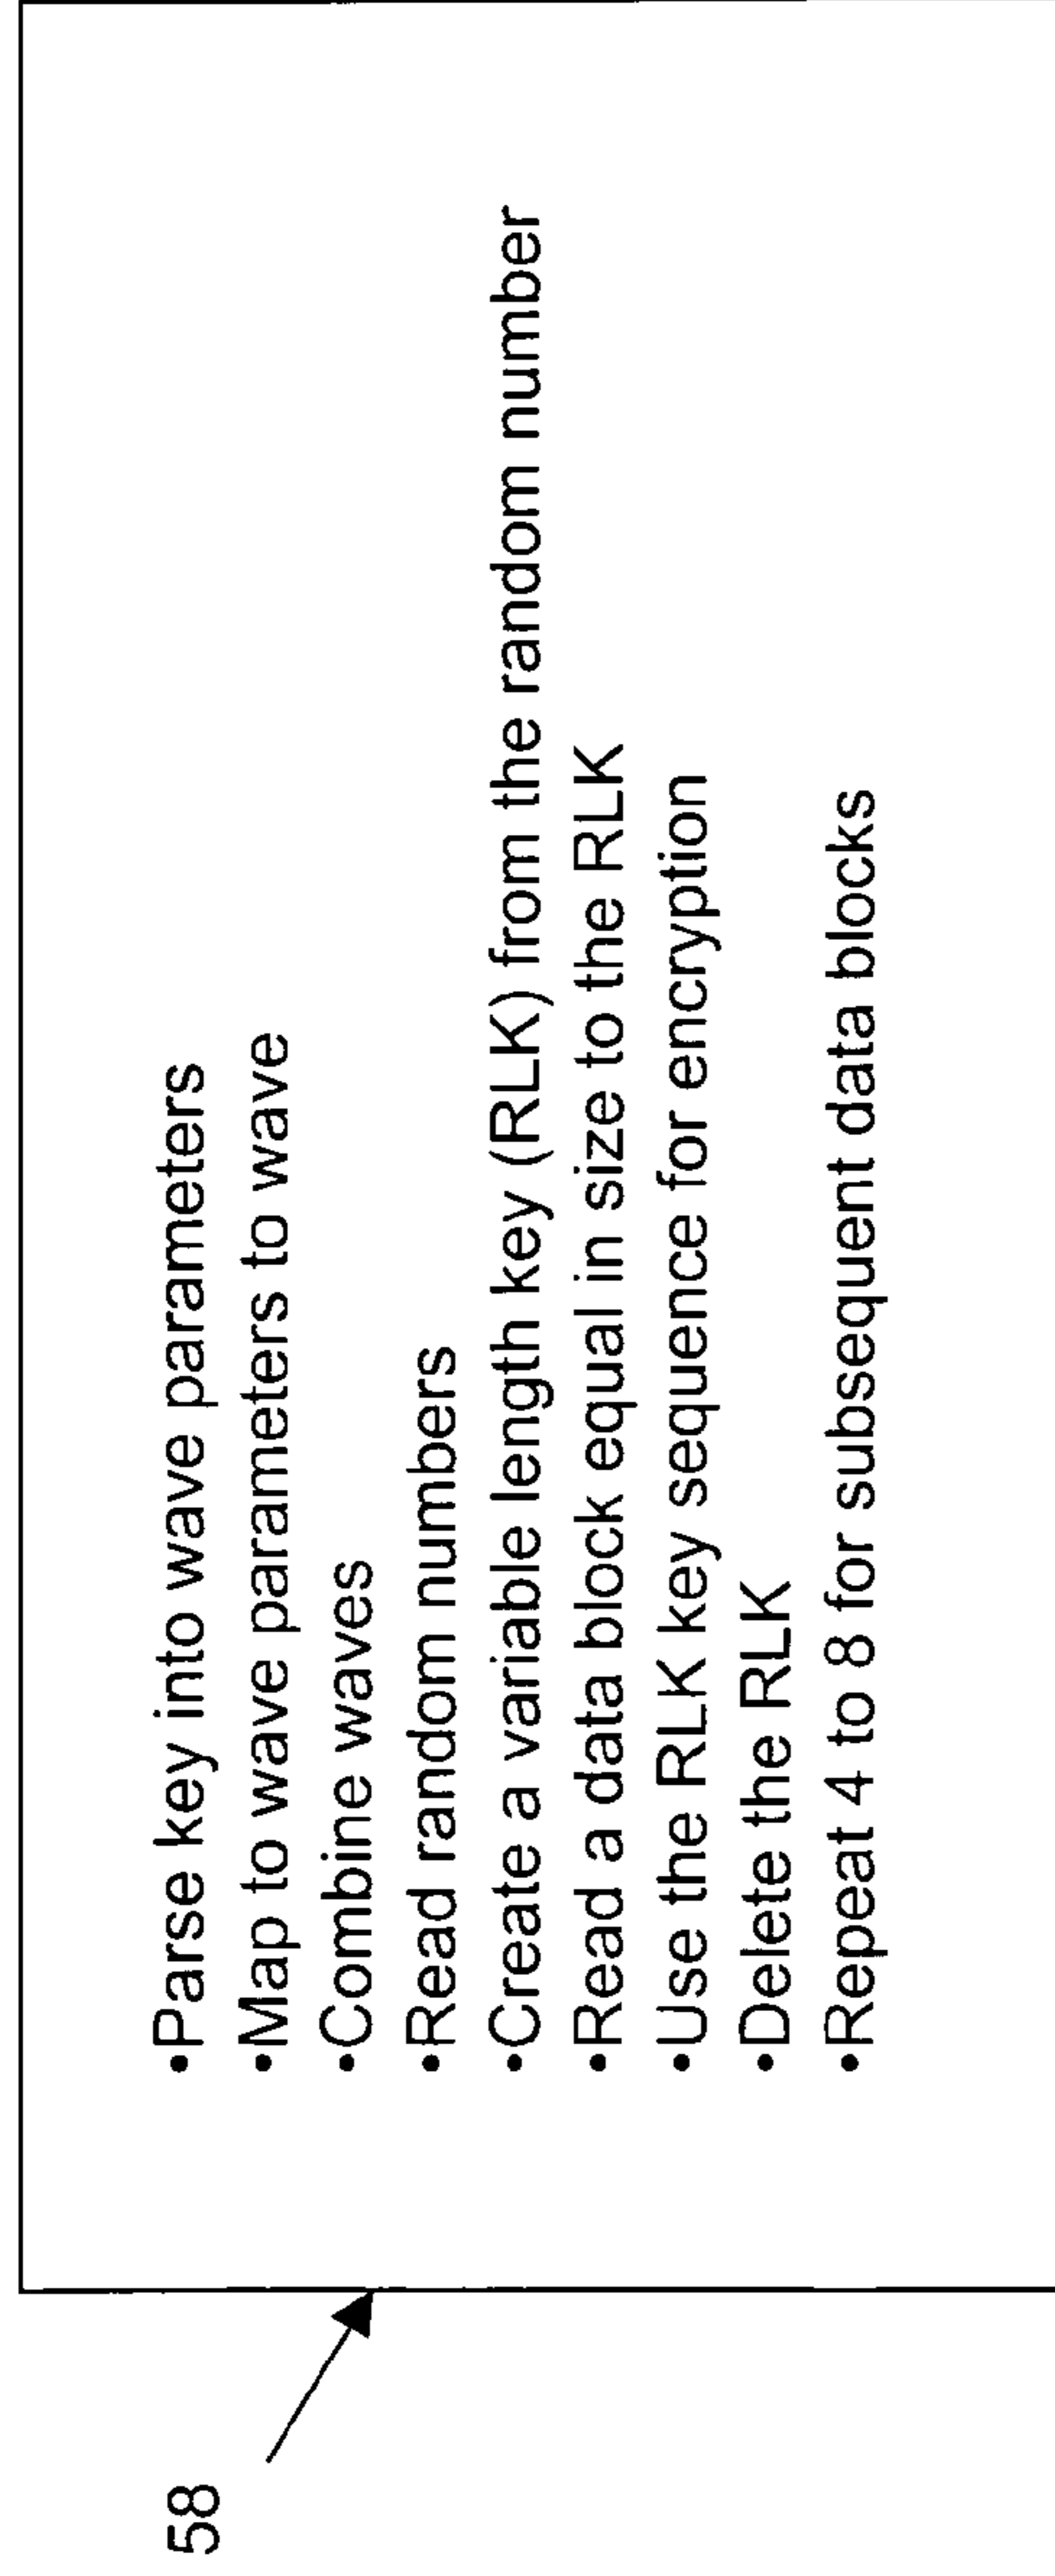 58
•Parse key into wave parameters
•Map to wave parameters to wave
•Combine waves
•Read random numbers
•Create a variable length key (RLK) from the random number
•Read a data block equal in size to the RLK
•Use the RLK key sequence for encryption
•Delete the RLK
•Repeat 4 to 8 for subsequent data blocks